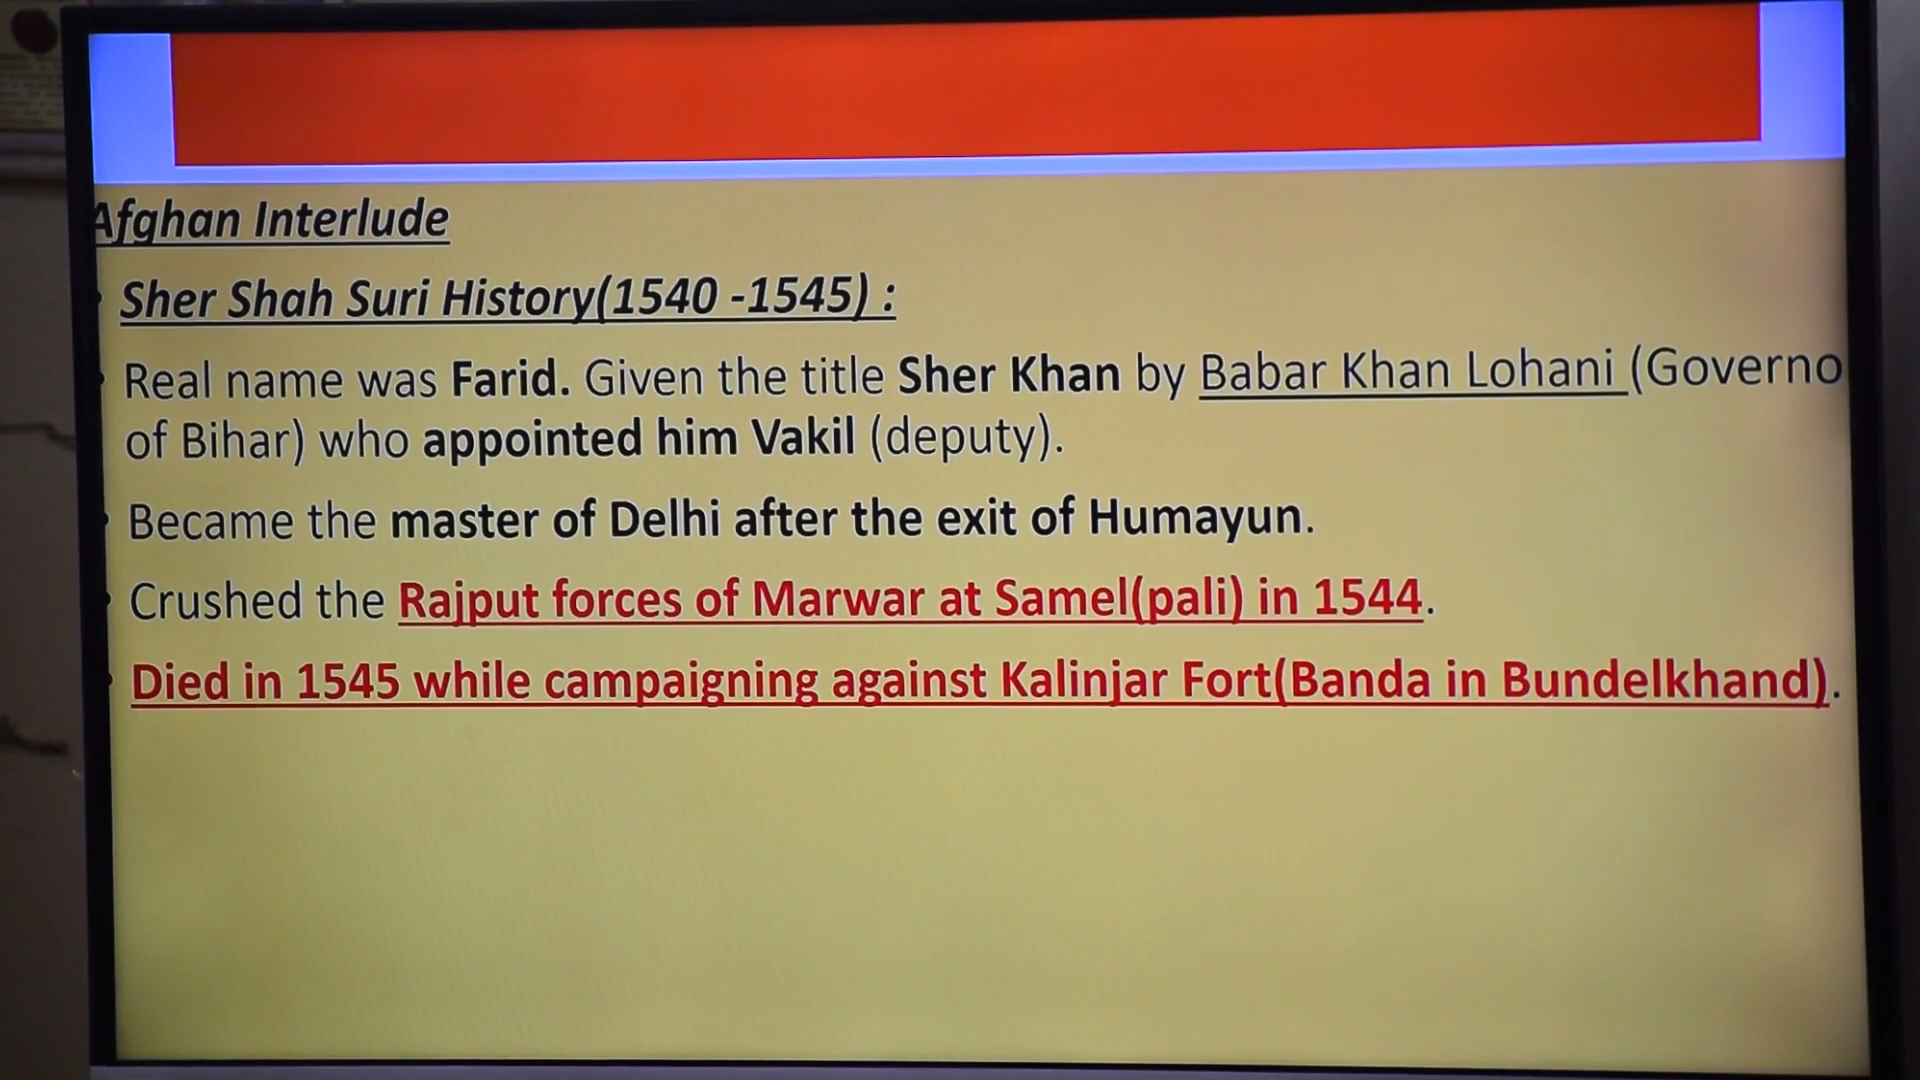 Afghan Interlude
Sher Shah Suri History(1540 -1545) :
Real name was Farid. Given the title Sher Khan by Babar Khan Lohani (Governo
of Bihar) who appointed him Vakil (deputy).
Became the master of Delhi after the exit of Humayun.
Crushed the Rajput forces of Marwar at Samel(pali) in 1544.
Died in 1545 while campaigning against Kalinjar Fort(Banda in Bundelkhand).